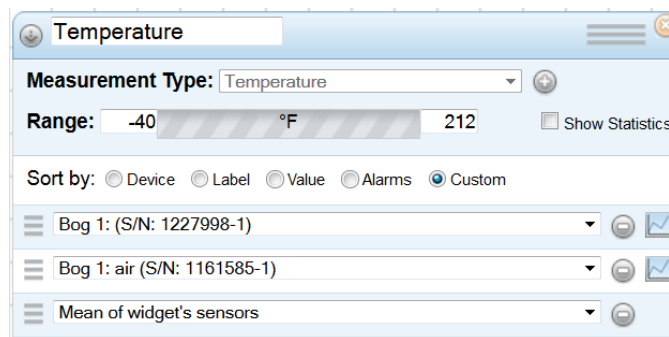 Temperature
Measurement Type: Temperature
Range: -40 °F 212 Show Statistics
Sort by: Device Label Value Alarms Custom
Bog 1: (S/N: 1227998-1)
Bog 1: air (S/N: 1161585-1)
Mean of widget's sensors